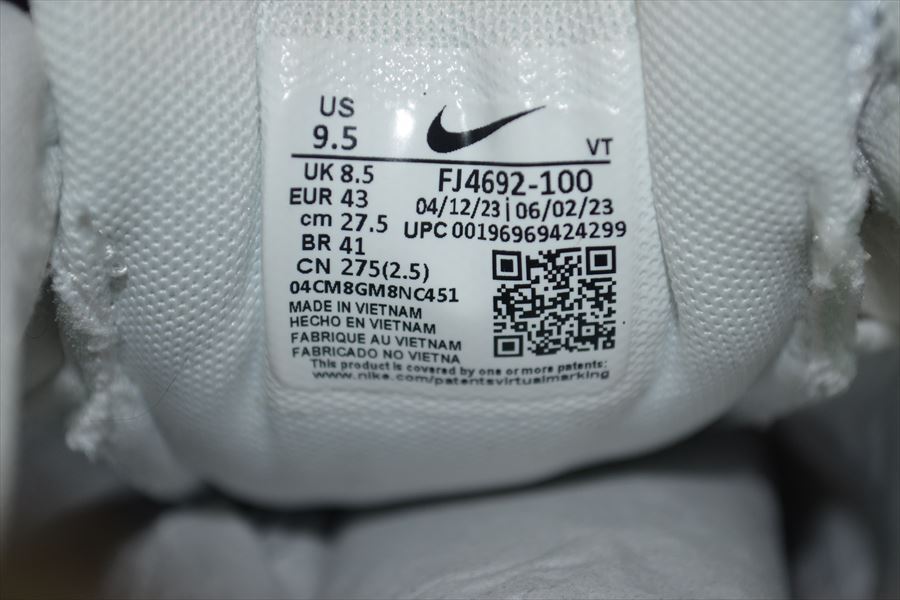 US
9.5
VT
UK 8.5
FJ4692-100
EUR 43
04/12/23 | 06/02/23
cm 27.5
UPC 00196969424299
BR 41
CN 275(2.5)
04CM8GM8NC451
MADE IN VIETNAM
HECHO EN VIETNAM
FABRIQUE AU VIETNAM
FABRICADO NO VIETNA
This product is covered by one or more patents:
www.nike.com/patentsvirtualmarking